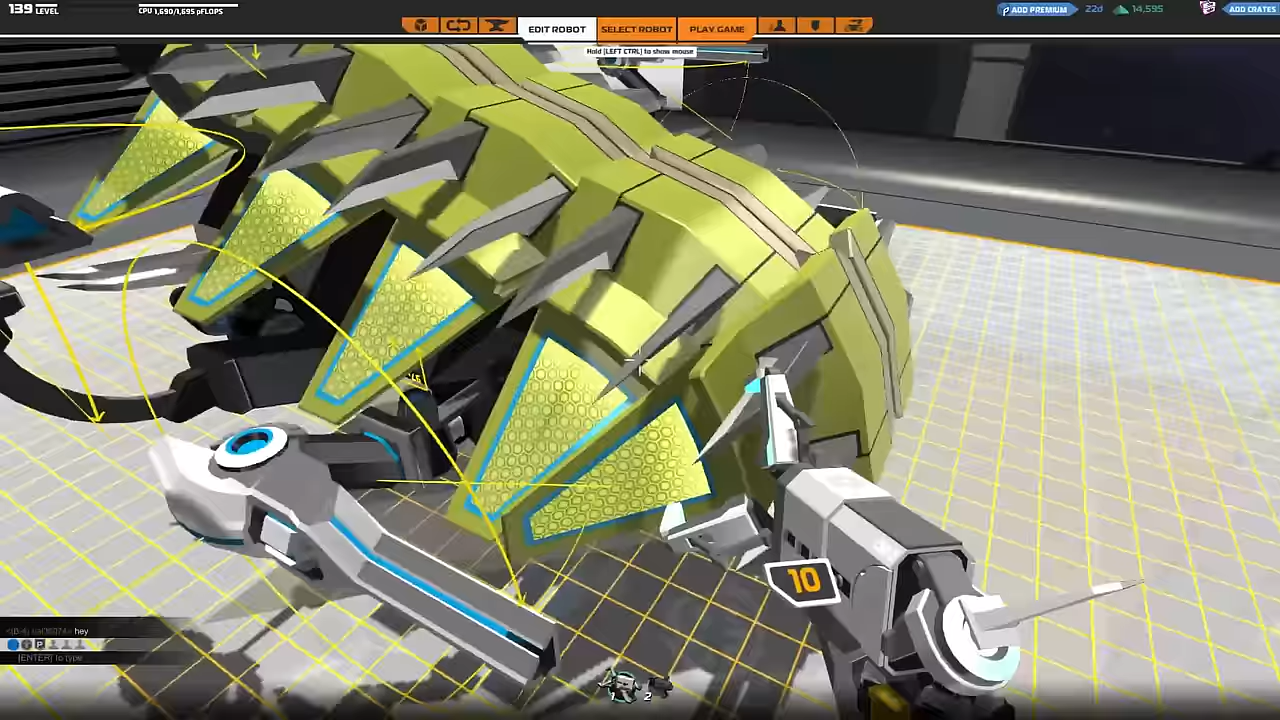 139 LEVEL
CPU 1,690/1,695 pFLOPS
EDIT ROBOT
SELECT ROBOT
PLAY GAME
ADD PREMIUM
22d
14,595
ADD CRATES
Hold [LEFT CTRL] to show mouse
10
hey
P
[ENTER] to type
1
2